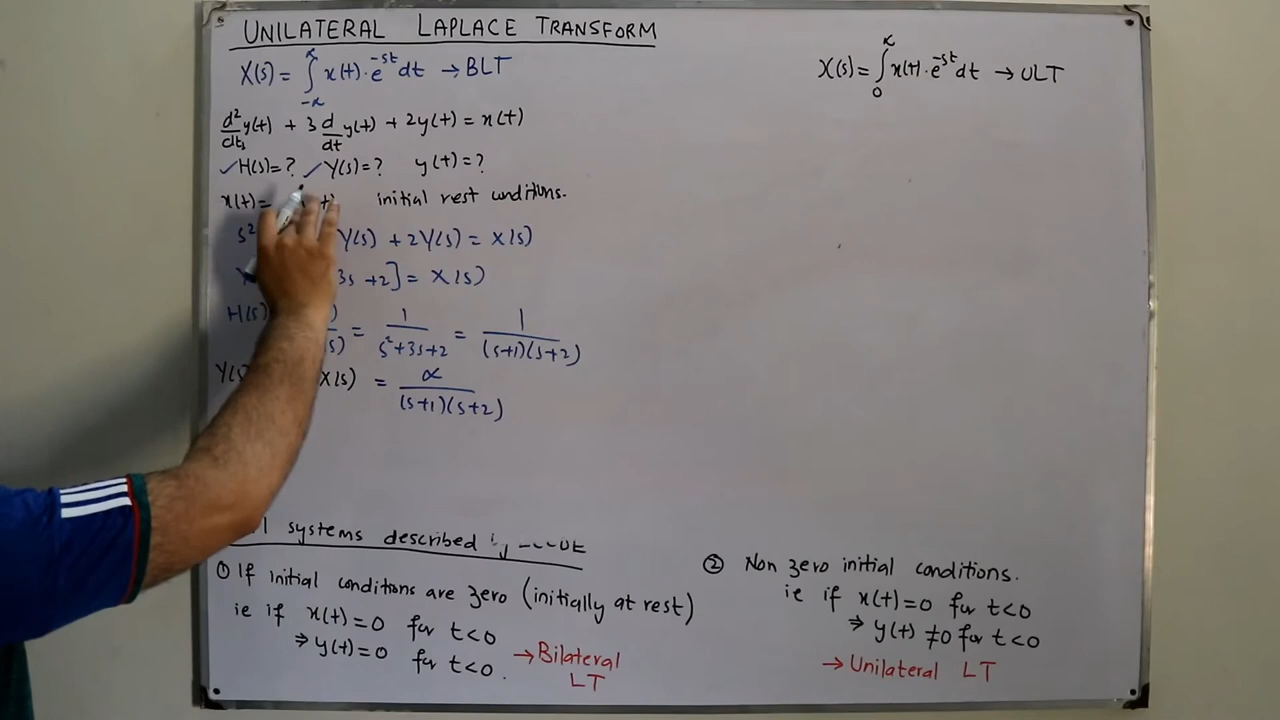 UNILATERAL LAPLACE TRANSFORM
X(s) = ∫_{-∞}^{∞} x(t)·e^{-st} dt → BLT
X(s) = ∫_{0}^{∞} x(t)·e^{-st} dt → ULT
d²/dt² y(t) + 3 d/dt y(t) + 2y(t) = x(t)
✓H(s)=? ✓Y(s)=? y(t)=?
x(t)= initial rest conditions.
s² Y(s) + 2Y(s) = X(s)
3s +2] = X(s)
H(s) = 1/(s²+3s+2) = 1/((s+1)(s+2))
Y(s) X(s) = α/((s+1)(s+2))
systems described
① If initial conditions are zero (initially at rest)
ie if x(t)=0 for t<0
⇒ y(t)=0 for t<0.
→ Bilateral
LT
② Non zero initial conditions.
ie if x(t)=0 for t<0
⇒ y(t) ≠0 for t<0
→ Unilateral LT